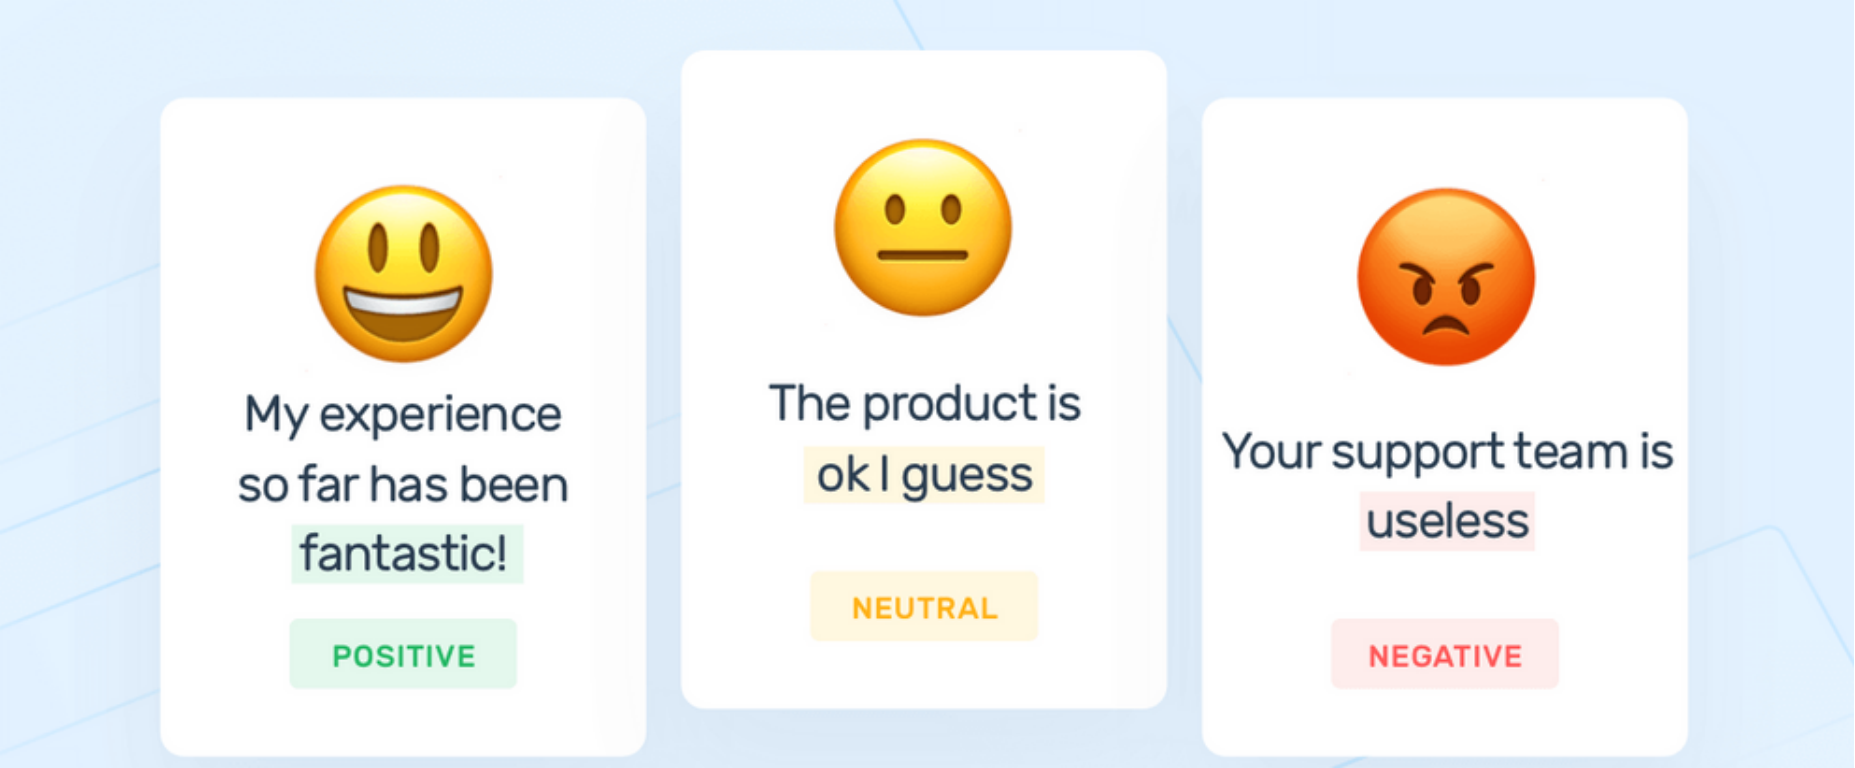 My experience
so far has been
fantastic!
POSITIVE
The product is
ok I guess
NEUTRAL
Your support team is
useless
NEGATIVE